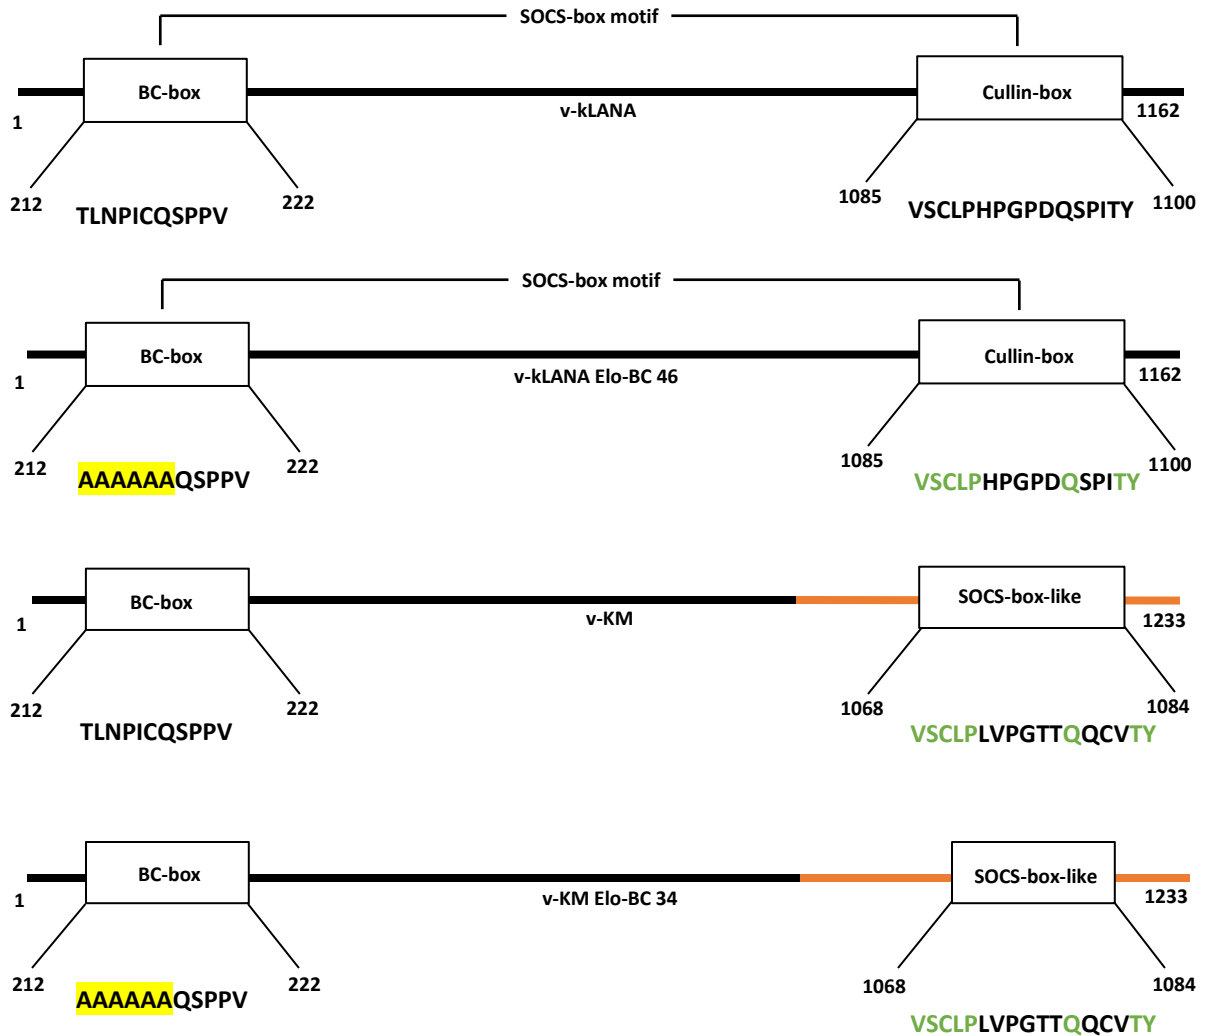 SOCS-box motif
BC-box
Cullin-box
1
v-kLANA
1162
212
222
1085
1100
TLNPICQSPPV
VSCLPHPGPDQSPITY
SOCS-box motif
BC-box
Cullin-box
1
v-kLANA Elo-BC 46
1162
212
222
1085
1100
AAAAAAQSPPV
VSCLPHPGPDQSPITY
BC-box
SOCS-box-like
1
v-KM
1233
212
222
1068
1084
TLNPICQSPPV
VSCLPLVPGTTQQCVTY
BC-box
SOCS-box-like
1
v-KM Elo-BC 34
1233
212
222
1068
1084
AAAAAAQSPPV
VSCLPLVPGTTQQCVTY